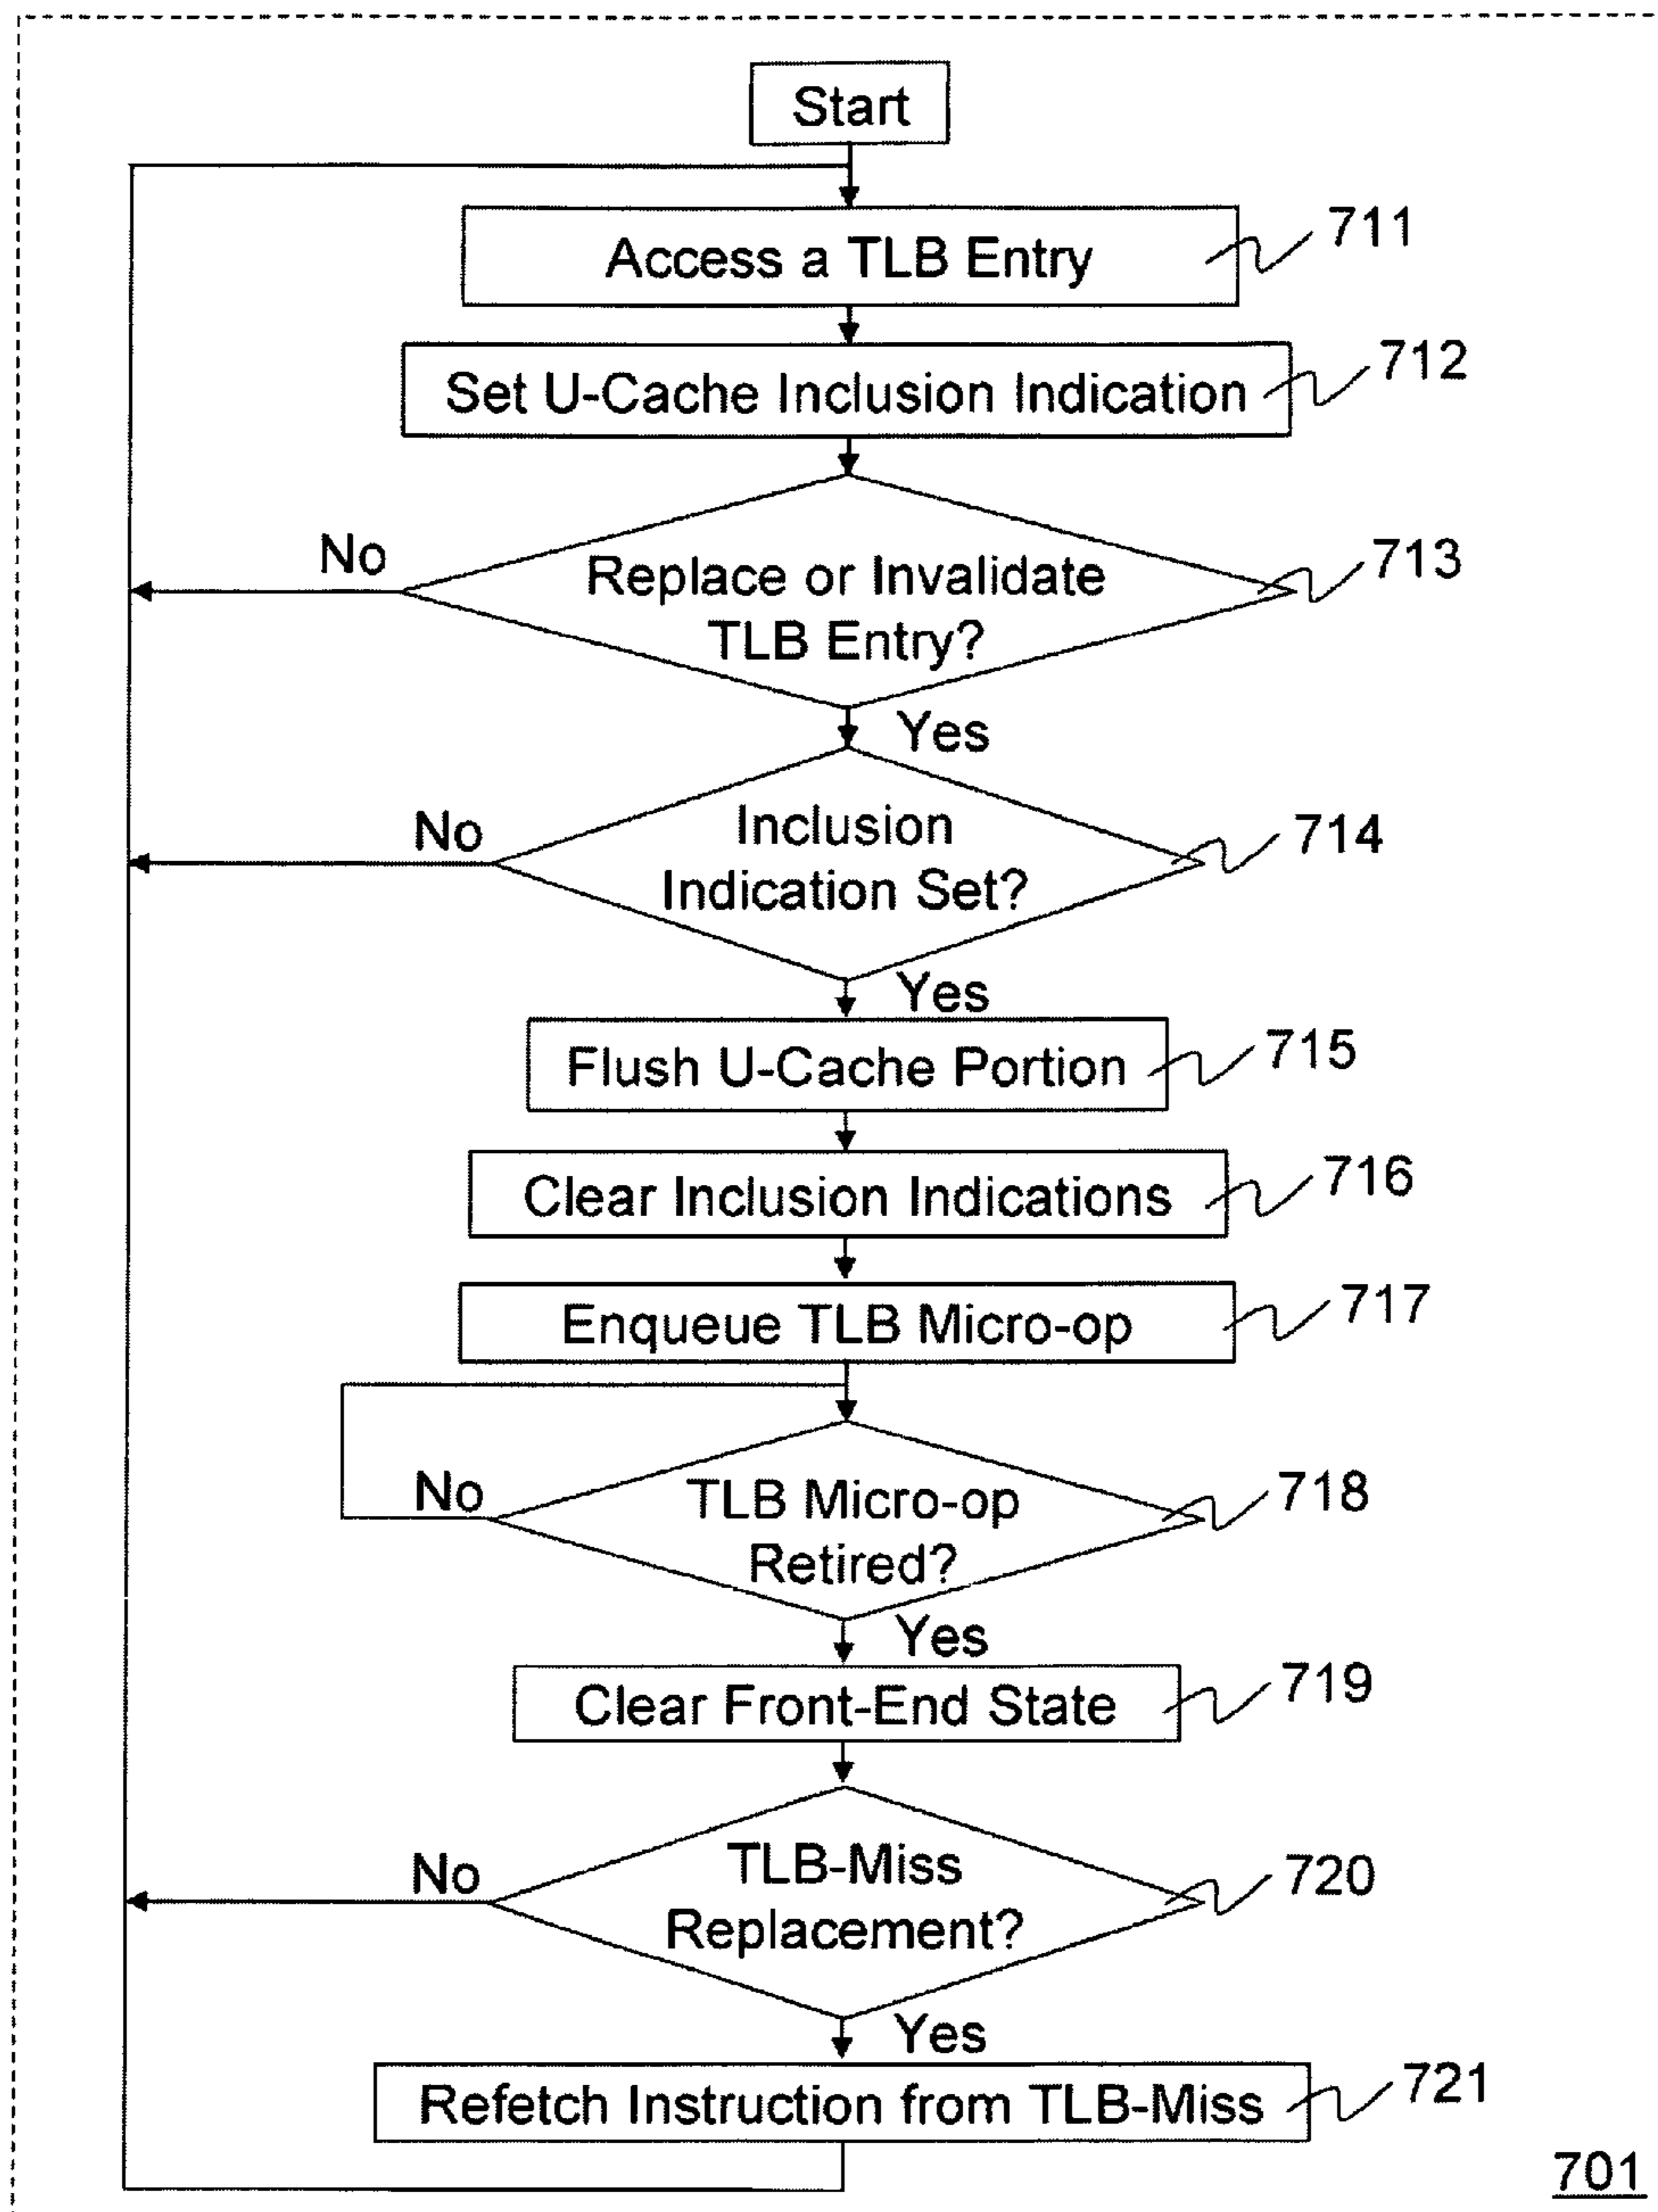 Start
Access a TLB Entry
711
Set U-Cache Inclusion Indication
712
No
Replace or Invalidate
TLB Entry?
713
Yes
No
Inclusion
Indication Set?
714
Yes
Flush U-Cache Portion
715
Clear Inclusion Indications
716
Enqueue TLB Micro-op
717
No
TLB Micro-op
Retired?
718
Yes
Clear Front-End State
719
No
TLB-Miss
Replacement?
720
Yes
Refetch Instruction from TLB-Miss
721
701